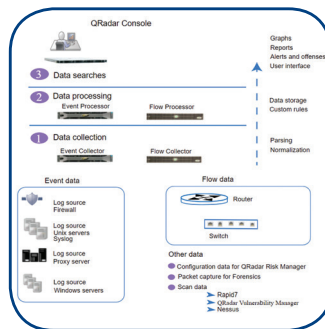 QRadar Console
Graphs
Reports
Alerts and offenses
User interface
3 Data searches
2 Data processing
Event Processor
Flow Processor
Data storage
Custom rules
1 Data collection
Event Collector
Flow Collector
Parsing
Normalization
Event data
Log source
Firewall
Log source
Unix servers
Syslog
Log source
Proxy server
Log source
Windows servers
Flow data
Router
Switch
Other data
Configuration data for QRadar Risk Manager
Packet capture for Forensics
Scan data
Rapid7
QRadar Vulnerability Manager
Nessus